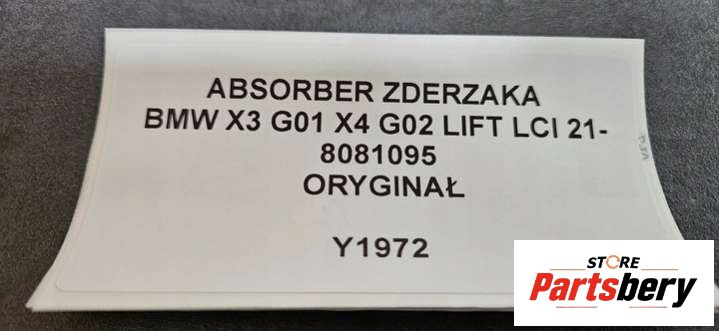 ABSORBER ZDERZAKA
BMW X3 G01 X4 G02 LIFT LCI 21-
8081095
ORYGINAŁ
Y1972
STORE
Partsbery